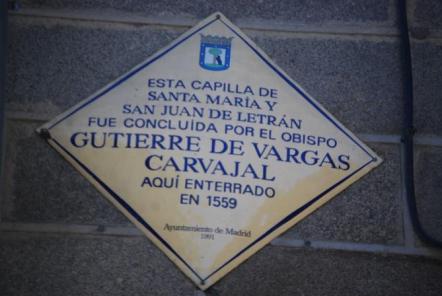 ESTA CAPILLA DE
SANTA MARÍA Y
SAN JUAN DE LETRÁN
FUE CONCLUÍDA POR EL OBISPO
GUTIERRE DE VARGAS
CARVAJAL
AQUÍ ENTERRADO
EN 1559
Ayuntamiento de Madrid
1991